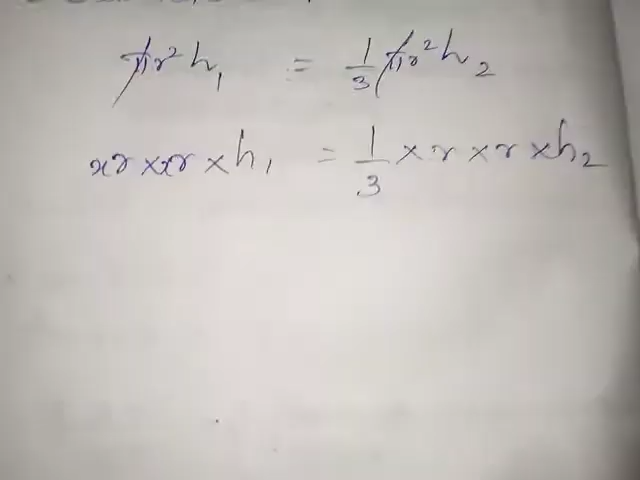 πr²h₁ = 1/3 πr²h₂
xr × xr × h₁ = 1/3 × r × r × h₂